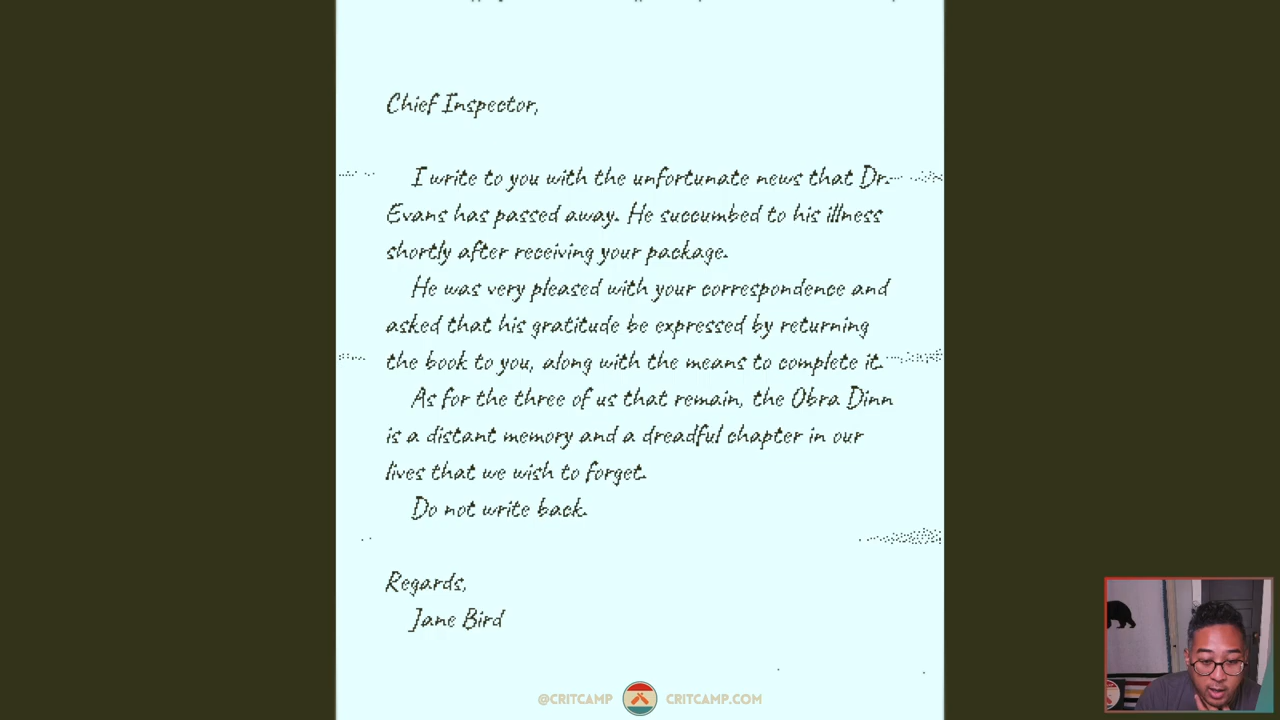 Chief Inspector,
I write to you with the unfortunate news that Dr.
Evans has passed away. He succumbed to his illness
shortly after receiving your package.
He was very pleased with your correspondence and
asked that his gratitude be expressed by returning
the book to you, along with the means to complete it.
As for the three of us that remain, the Obra Dinn
is a distant memory and a dreadful chapter in our
lives that we wish to forget.
Do not write back.
Regards,
Jane Bird
@CRITCAMP CRITCAMP.COM